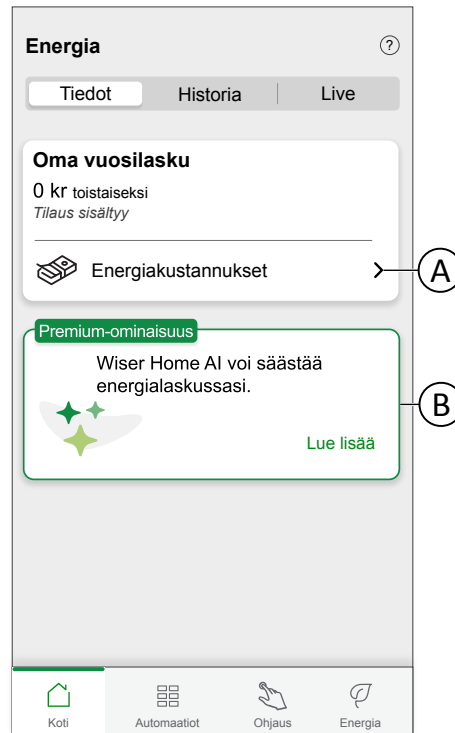 Energia
?
Tiedot Historia Live
Oma vuosilasku
0 kr toistaiseksi
Tilaus sisältyy
Energiakustannukset
A
Premium-ominaisuus
Wiser Home AI voi säästää
energialaskussasi.
B
Lue lisää
Koti Automaatiot Ohjaus Energia